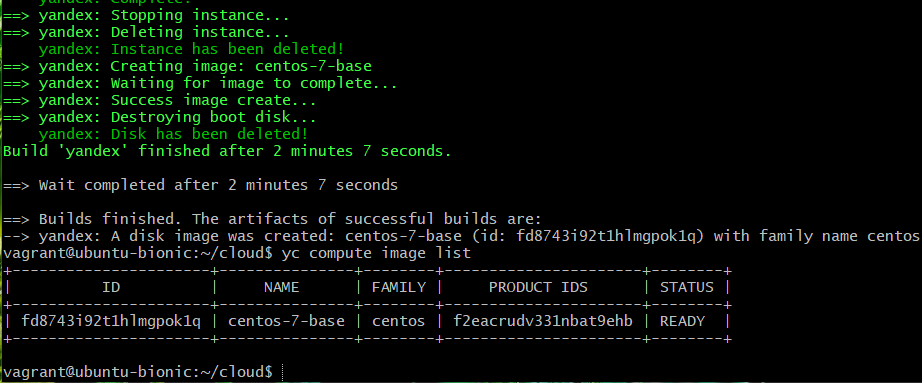 ==> yandex: Stopping instance...
==> yandex: Deleting instance...
    yandex: Instance has been deleted!
==> yandex: Creating image: centos-7-base
==> yandex: Waiting for image to complete...
==> yandex: Success image create...
==> yandex: Destroying boot disk...
    yandex: Disk has been deleted!
Build 'yandex' finished after 2 minutes 7 seconds.

==> Wait completed after 2 minutes 7 seconds

==> Builds finished. The artifacts of successful builds are:
--> yandex: A disk image was created: centos-7-base (id: fd8743i92t1hlmgpok1q) with family name centos
vagrant@ubuntu-bionic:~/cloud$ yc compute image list
+----------------------+---------------+--------+----------------------+--------+
|          ID          |     NAME      | FAMILY |     PRODUCT IDS      | STATUS |
+----------------------+---------------+--------+----------------------+--------+
| fd8743i92t1hlmgpok1q | centos-7-base | centos | f2eacrudv331nbat9ehb | READY  |
+----------------------+---------------+--------+----------------------+--------+

vagrant@ubuntu-bionic:~/cloud$